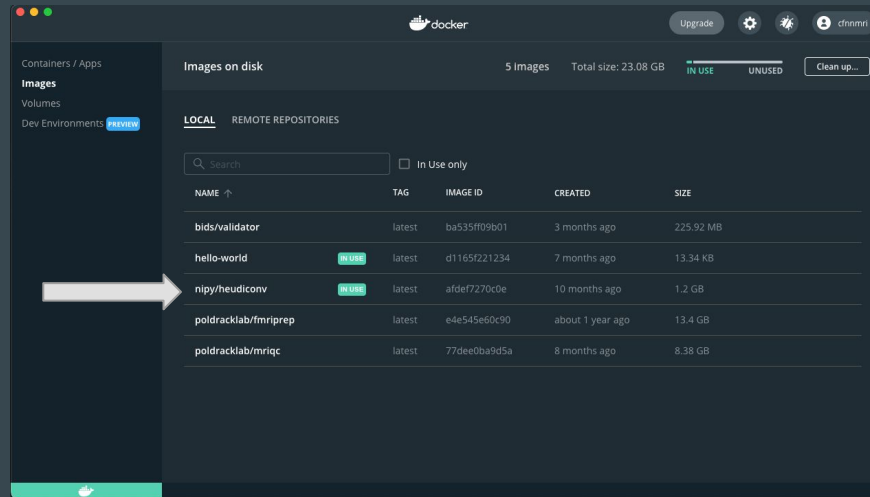 docker
Upgrade
cfnnmri
Containers / Apps
Images
Volumes
Dev Environments PREVIEW
Images on disk
5 images Total size: 23.08 GB
IN USE UNUSED
Clean up...
LOCAL REMOTE REPOSITORIES
Search
In Use only
NAME TAG IMAGE ID CREATED SIZE
bids/validator latest ba535ff09b01 3 months ago 225.92 MB
hello-world IN USE latest d1165f221234 7 months ago 13.34 KB
nipy/heudiconv IN USE latest afdef7270c0e 10 months ago 1.2 GB
poldracklab/fmriprep latest e4e545e60c90 about 1 year ago 13.4 GB
poldracklab/mriqc latest 77dee0ba9d5a 8 months ago 8.38 GB